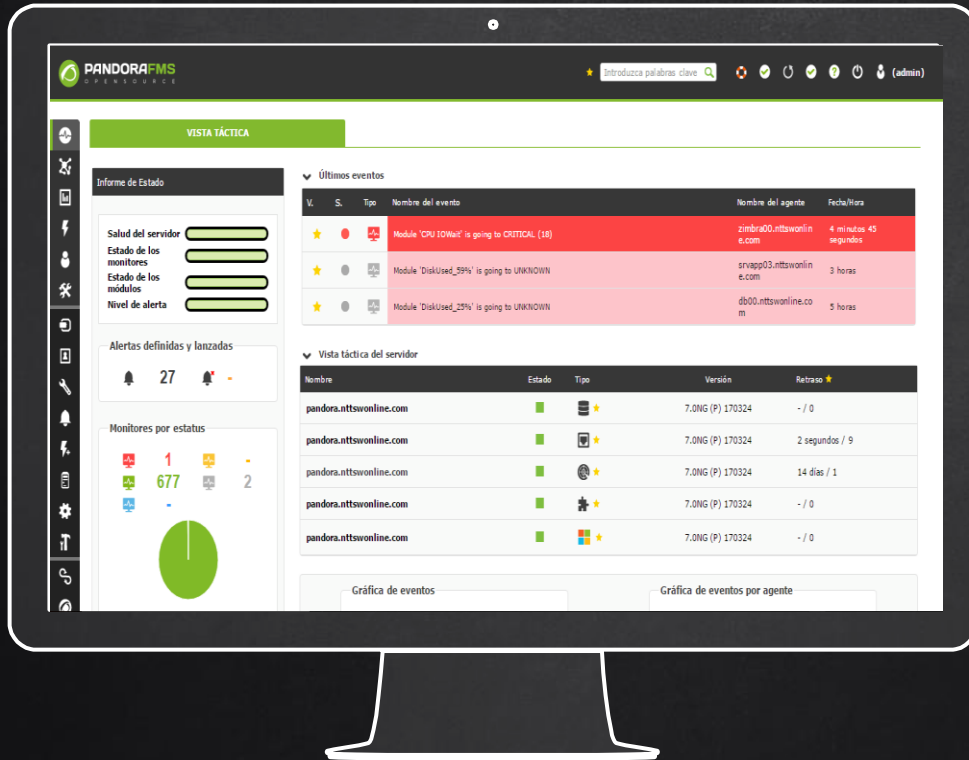 PANDORAFMS
OPENSOURCE
Introduzca palabras clave
(admin)
VISTA TÁCTICA
Informe de Estado
Salud del servidor
Estado de los
monitores
Estado de los
módulos
Nivel de alerta
Alertas definidas y lanzadas
27 -
Monitores por estatus
1 -
677 2
-
Últimos eventos
V. S. Tipo Nombre del evento Nombre del agente Fecha/Hora
Module 'CPU IOWait' is going to CRITICAL (18) zimbra00.nttswonlin 4 minutos 45
e.com segundos
Module 'DiskUsed_59%' is going to UNKNOWN srvapp03.nttswonlin 3 horas
e.com
Module 'DiskUsed_25%' is going to UNKNOWN db00.nttswonline.co 5 horas
m
Vista táctica del servidor
Nombre Estado Tipo Versión Retraso
pandora.nttswonline.com 7.0NG (P) 170324 - / 0
pandora.nttswonline.com 7.0NG (P) 170324 2 segundos / 9
pandora.nttswonline.com 7.0NG (P) 170324 14 días / 1
pandora.nttswonline.com 7.0NG (P) 170324 - / 0
pandora.nttswonline.com 7.0NG (P) 170324 - / 0
Gráfica de eventos Gráfica de eventos por agente